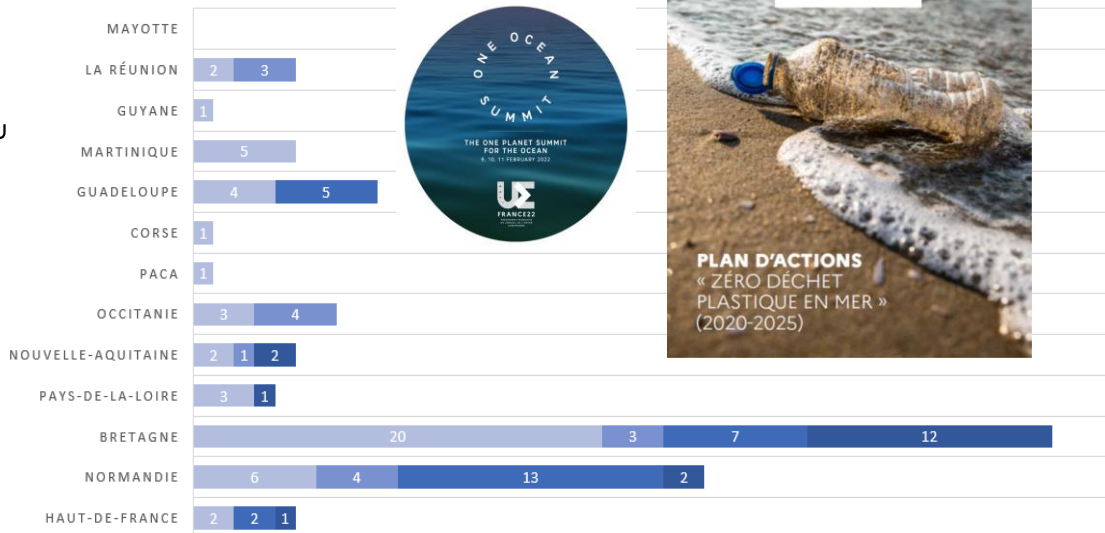 MAYOTTE
LA RÉUNION
2 3
GUYANE
1
U
MARTINIQUE
5
GUADELOUPE
4 5
CORSE
1
PACA
1
OCCITANIE
3 4
NOUVELLE-AQUITAINE
2 1 2
PAYS-DE-LA-LOIRE
3 1
BRETAGNE
20 3 7 12
NORMANDIE
6 4 13 2
HAUT-DE-FRANCE
2 2 1
ONE OCEAN
SUMMIT
THE ONE PLANET SUMMIT
FOR THE OCEAN
9, 10, 11 FEBRUARY 2022
UE
FRANCE22
PLAN D'ACTIONS
« ZÉRO DÉCHET
PLASTIQUE EN MER »
(2020-2025)